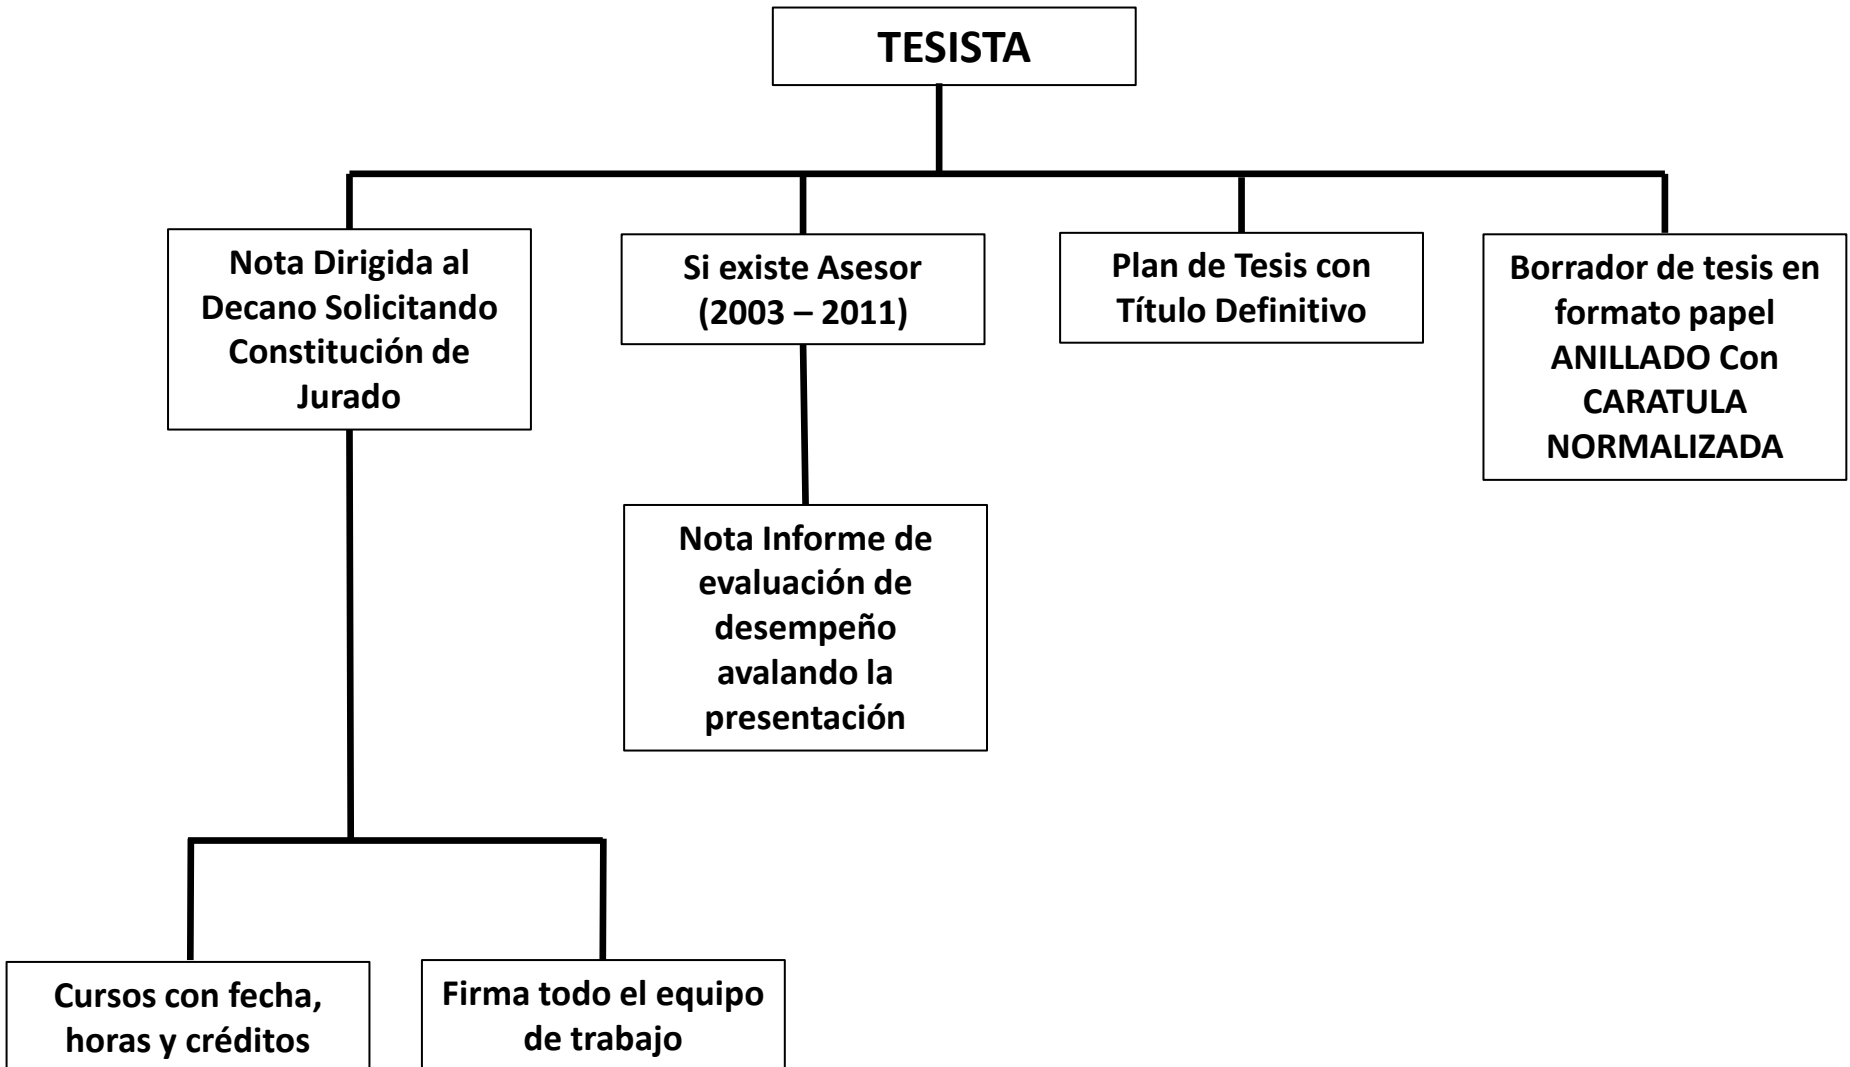 TESISTA
Nota Dirigida al
Decano Solicitando
Constitución de
Jurado
Si existe Asesor
(2003 – 2011)
Plan de Tesis con
Título Definitivo
Borrador de tesis en
formato papel
ANILLADO Con
CARATULA
NORMALIZADA
Nota Informe de
evaluación de
desempeño
avalando la
presentación
Cursos con fecha,
horas y créditos
Firma todo el equipo
de trabajo